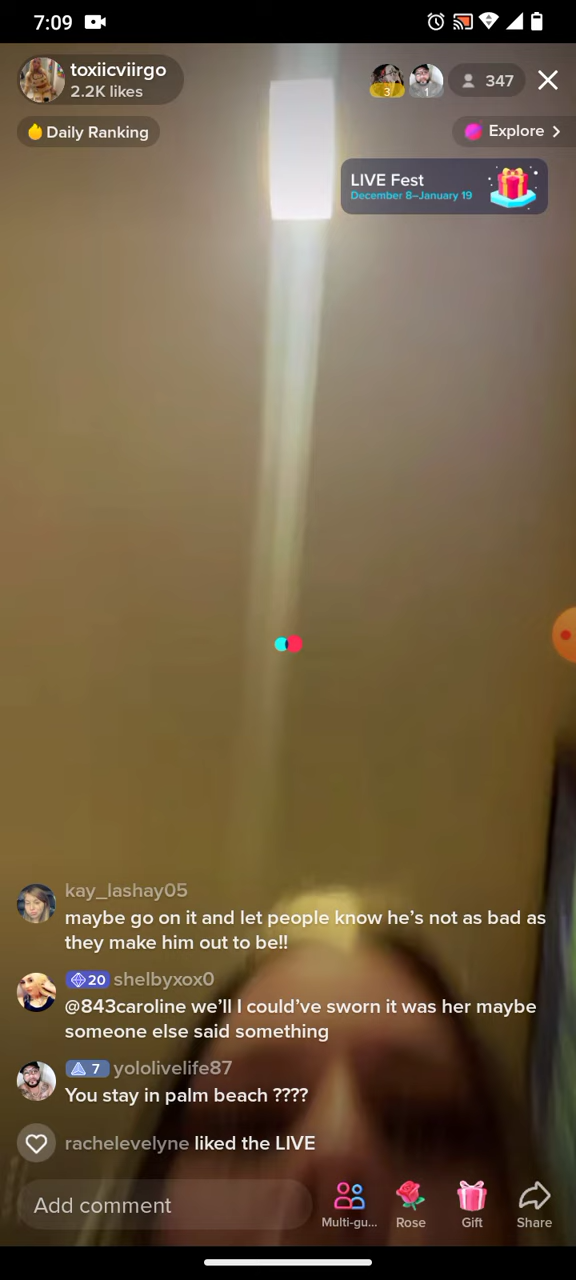 7:09
toxiicviirgo
2.2K likes
3
1
347
Daily Ranking
Explore
LIVE Fest
December 8–January 19
kay_lashay05
maybe go on it and let people know he's not as bad as
they make him out to be!!
20 shelbyxox0
@843caroline we'll I could've sworn it was her maybe
someone else said something
7 yololivelife87
You stay in palm beach ????
rachelevelyne liked the LIVE
Add comment
Multi-gu...
Rose
Gift
Share